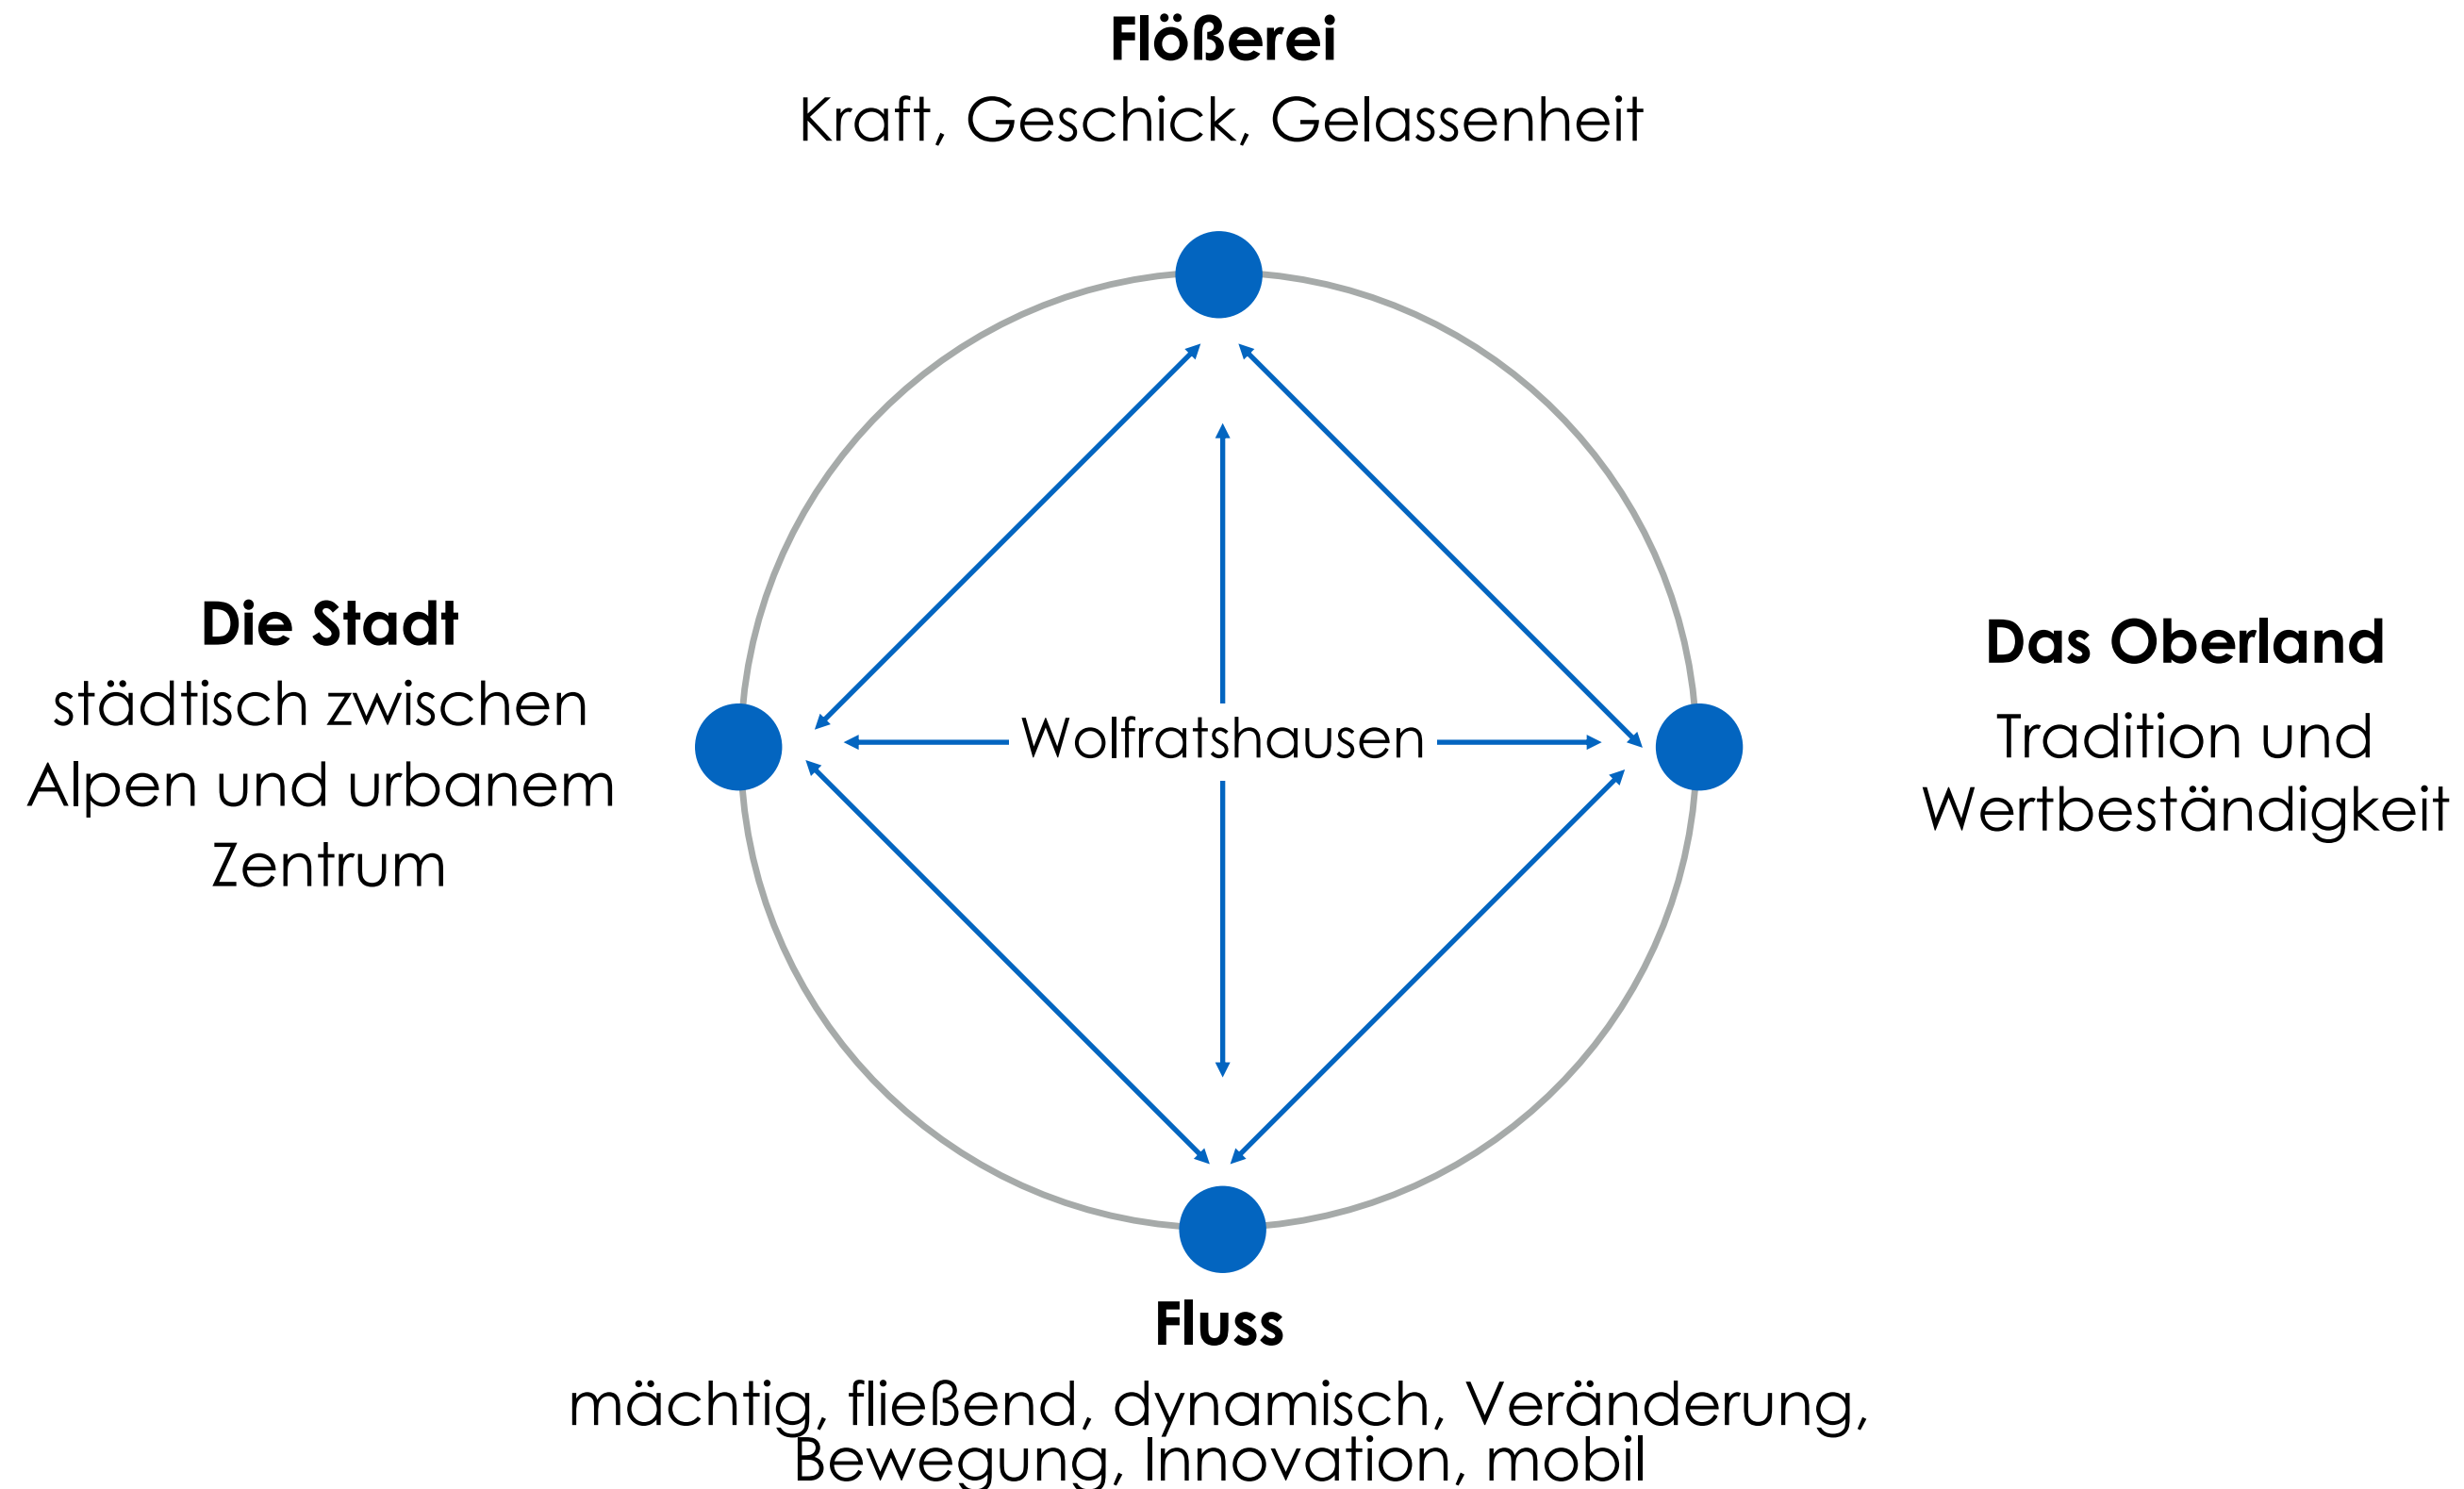 Flößerei
Kraft, Geschick, Gelassenheit
Die Stadt
städtisch zwischen
Alpen und urbanem
Zentrum
Wolfratshausen
Das Oberland
Tradition und
Wertbeständigkeit
Fluss
mächtig, fließend, dynamisch, Veränderung,
Bewegung, Innovation, mobil